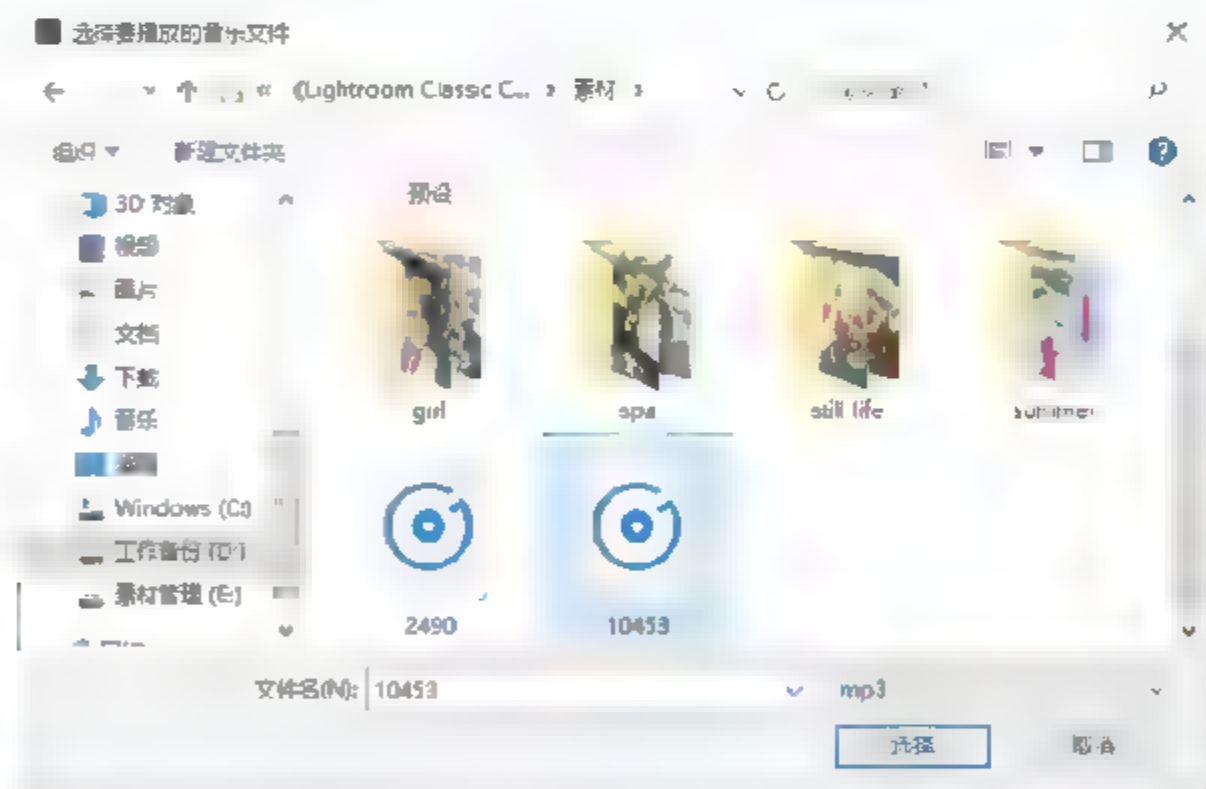 选择要播放的音乐文件
« (Lightroom Classic C... › 素材 ›
组织 新建文件夹
3D 对象
视频
图片
文档
下载
音乐
Windows (C:)
工作备份 (D:)
素材管理 (E:)
预设
girl spa still life summer
2490 10453
文件名(N): 10453 mp3
选择 取消